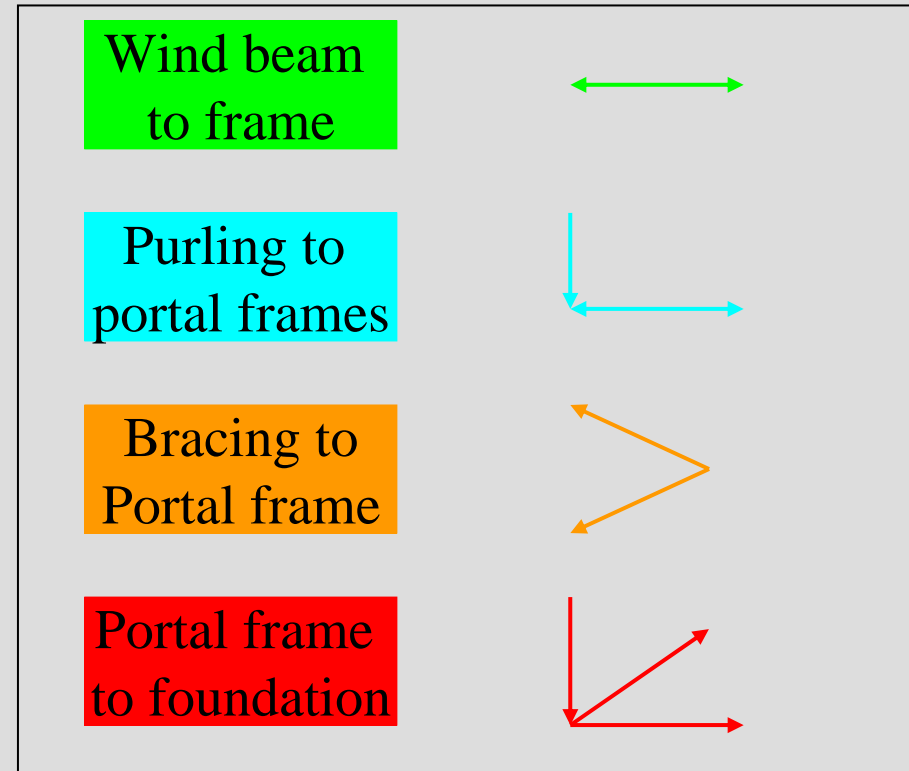 Wind beam
to frame
Purling to
portal frames
Bracing to
Portal frame
Portal frame
to foundation